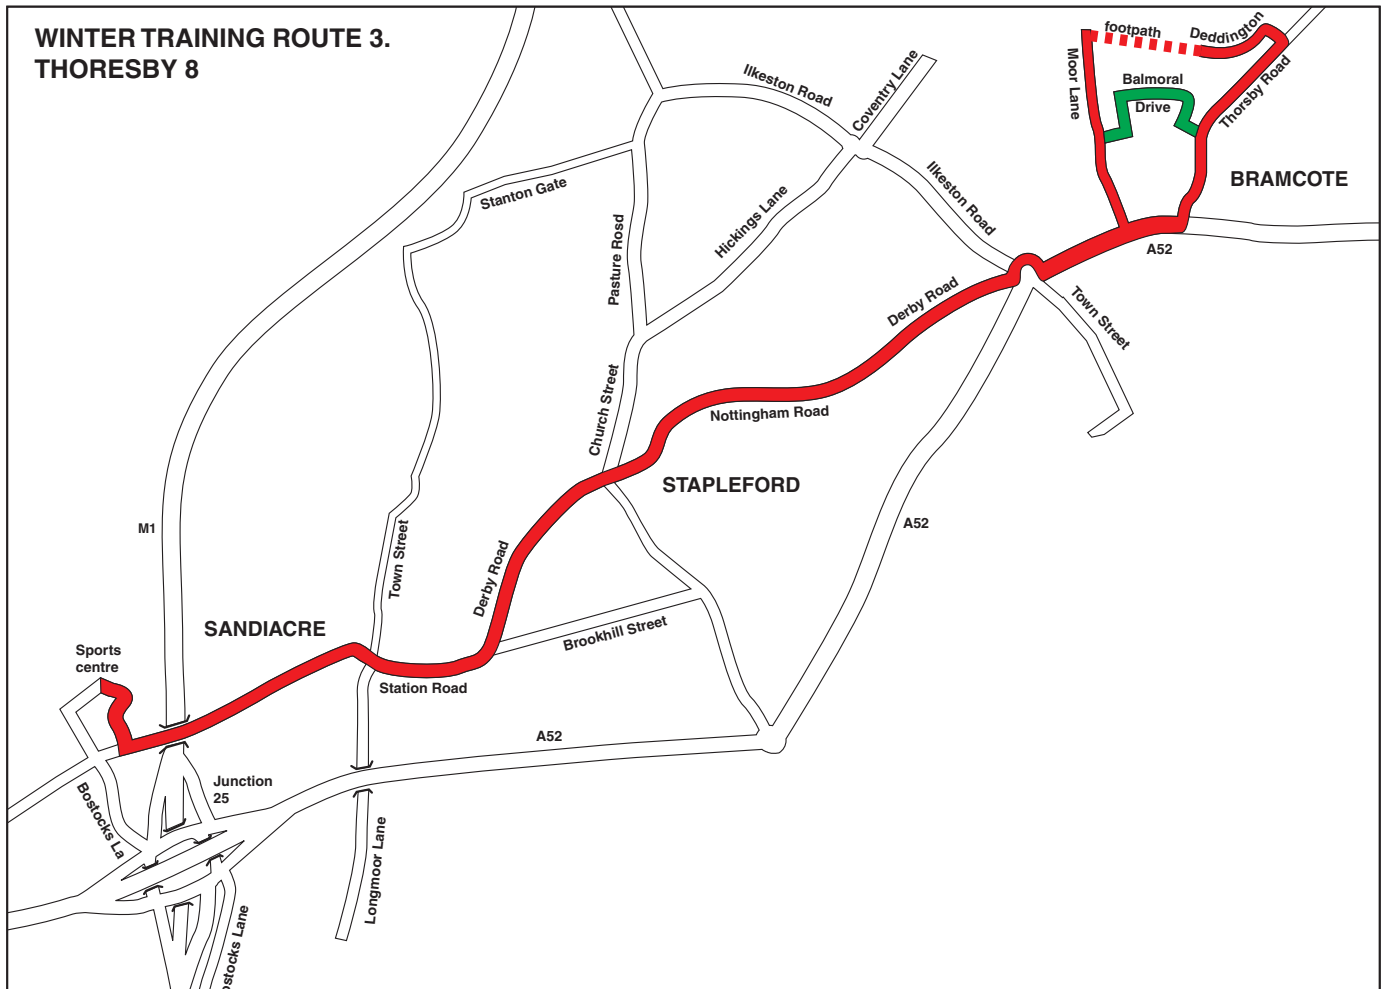 WINTER TRAINING ROUTE 3.
THORESBY 8
footpath
Deddington
Moor Lane
Balmoral
Drive
Thorsby Road
BRAMCOTE
Ilkeston Road
Coventry Lane
Stanton Gate
Pasture Rosd
Hickings Lane
Ilkeston Road
A52
Town Street
Derby Road
Church Street
Nottingham Road
STAPLEFORD
M1
A52
Town Street
Derby Road
SANDIACRE
Brookhill Street
Sports
centre
Station Road
A52
Junction
25
Bostocks La
Longmoor Lane
ostocks Lane